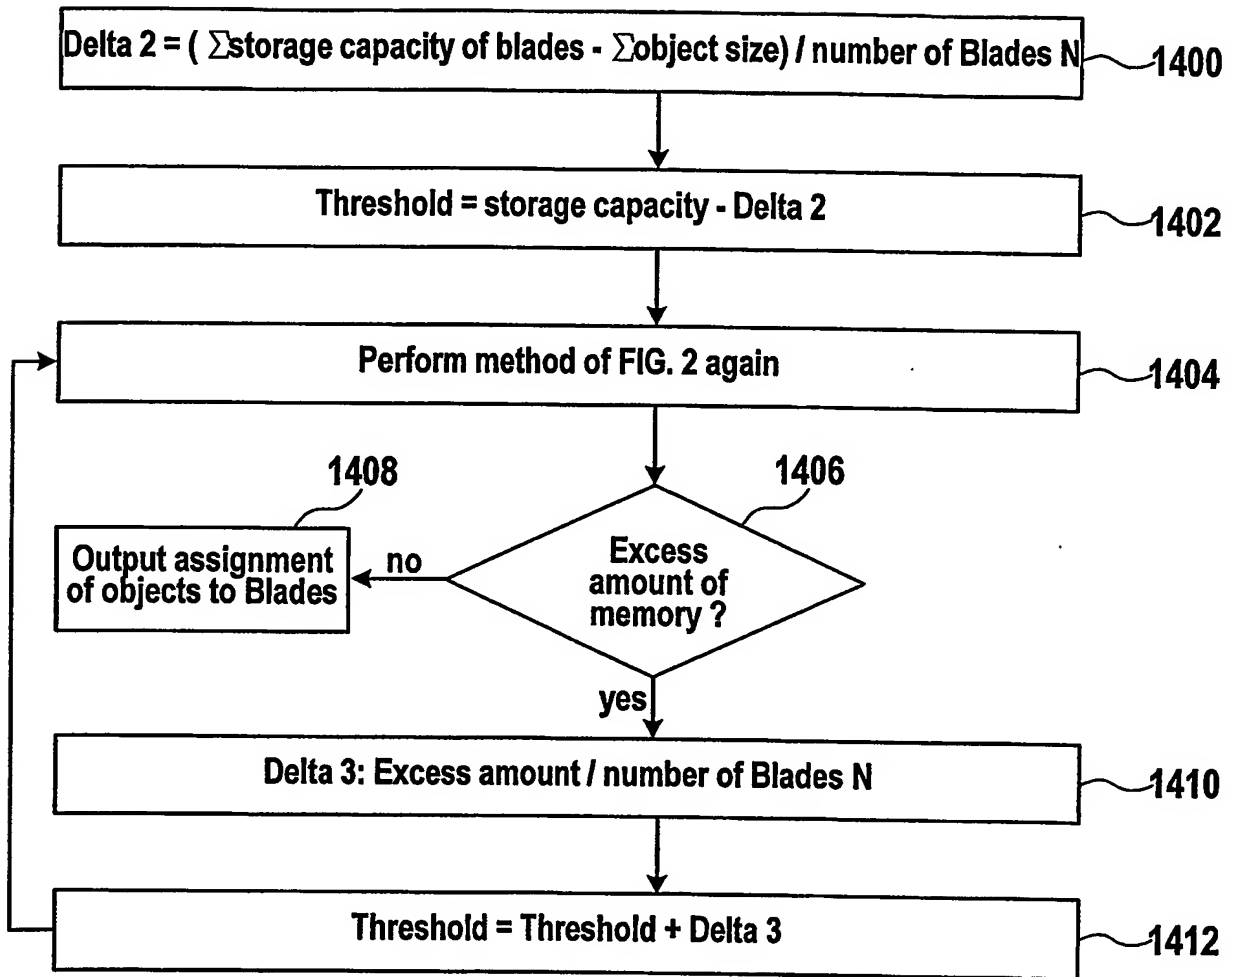 Delta 2 = ( ∑storage capacity of blades - ∑object size) / number of Blades N
1400
Threshold = storage capacity - Delta 2
1402
Perform method of FIG. 2 again
1404
1408
1406
Output assignment
of objects to Blades
no
Excess
amount of
memory ?
yes
Delta 3: Excess amount / number of Blades N
1410
Threshold = Threshold + Delta 3
1412